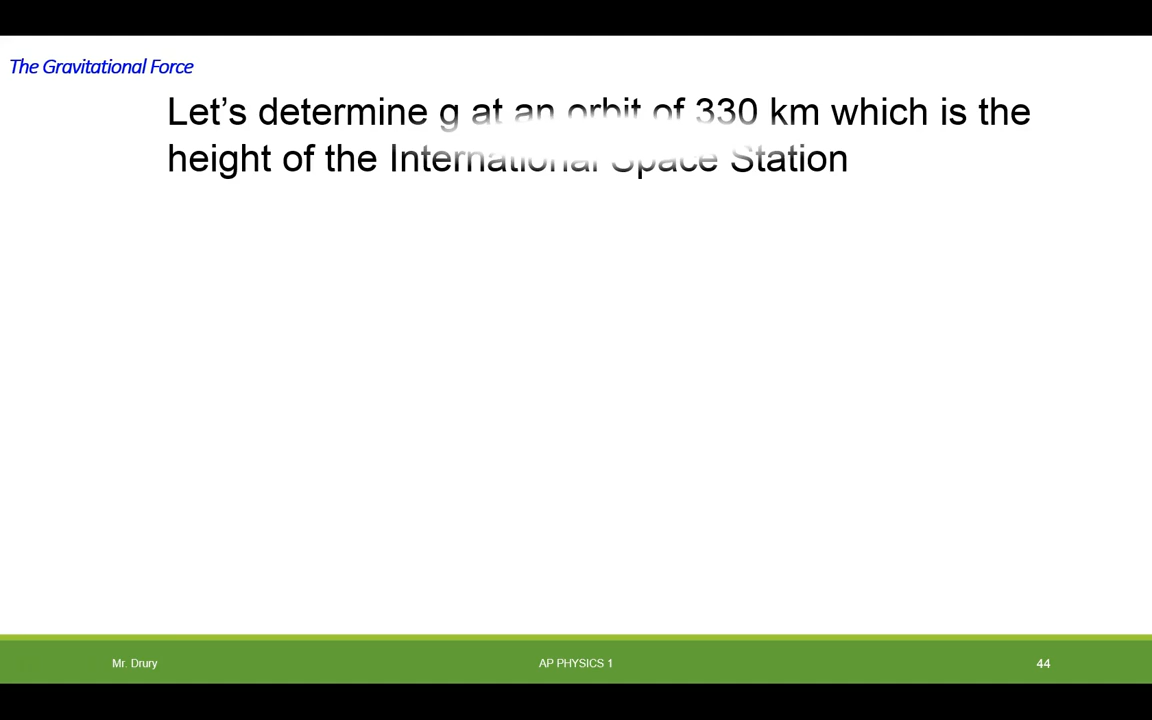 The Gravitational Force
Let’s determine g at an orbit of 330 km which is the
height of the International Space Station
Mr. Drury
AP PHYSICS 1
44